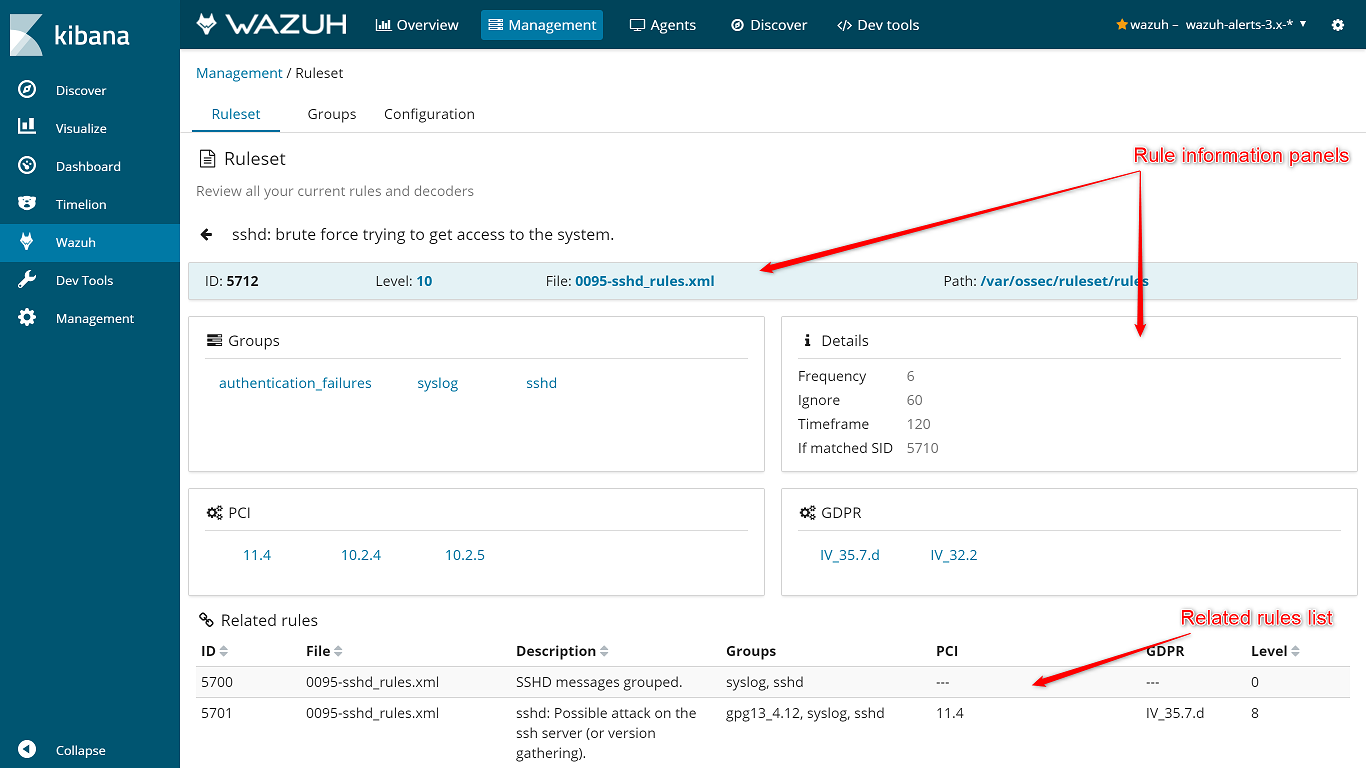 kibana
Discover
Visualize
Dashboard
Timelion
Wazuh
Dev Tools
Management
Collapse
WAZUH Overview Management Agents Discover </> Dev tools wazuh – wazuh-alerts-3.x-*
Management / Ruleset
Ruleset Groups Configuration
Ruleset
Rule information panels
Review all your current rules and decoders
sshd: brute force trying to get access to the system.
ID: 5712 Level: 10 File: 0095-sshd_rules.xml Path: /var/ossec/ruleset/rules
Groups
authentication_failures syslog sshd
Details
Frequency 6
Ignore 60
Timeframe 120
If matched SID 5710
PCI
11.4 10.2.4 10.2.5
GDPR
IV_35.7.d IV_32.2
Related rules
Related rules list
ID File Description Groups PCI GDPR Level
5700 0095-sshd_rules.xml SSHD messages grouped. syslog, sshd --- --- 0
5701 0095-sshd_rules.xml sshd: Possible attack on the gpg13_4.12, syslog, sshd 11.4 IV_35.7.d 8
ssh server (or version
gathering).